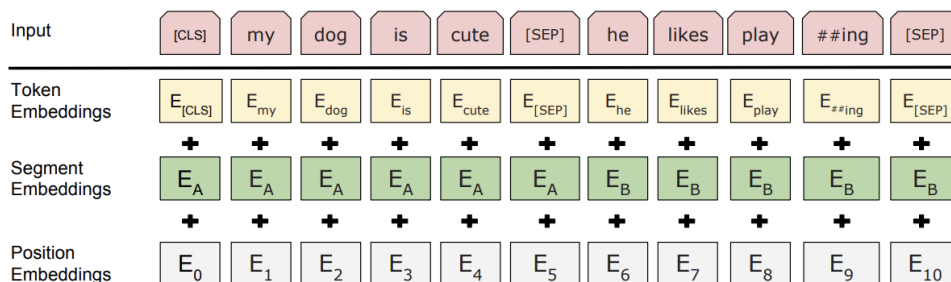 Input [CLS] my dog is cute [SEP] he likes play ##ing [SEP]
Token Embeddings E[CLS] Emy Edog Eis Ecute E[SEP] Ehe Elikes Eplay E##ing E[SEP]
+ + + + + + + + + + +
Segment Embeddings EA EA EA EA EA EA EB EB EB EB EB
+ + + + + + + + + + +
Position Embeddings E0 E1 E2 E3 E4 E5 E6 E7 E8 E9 E10